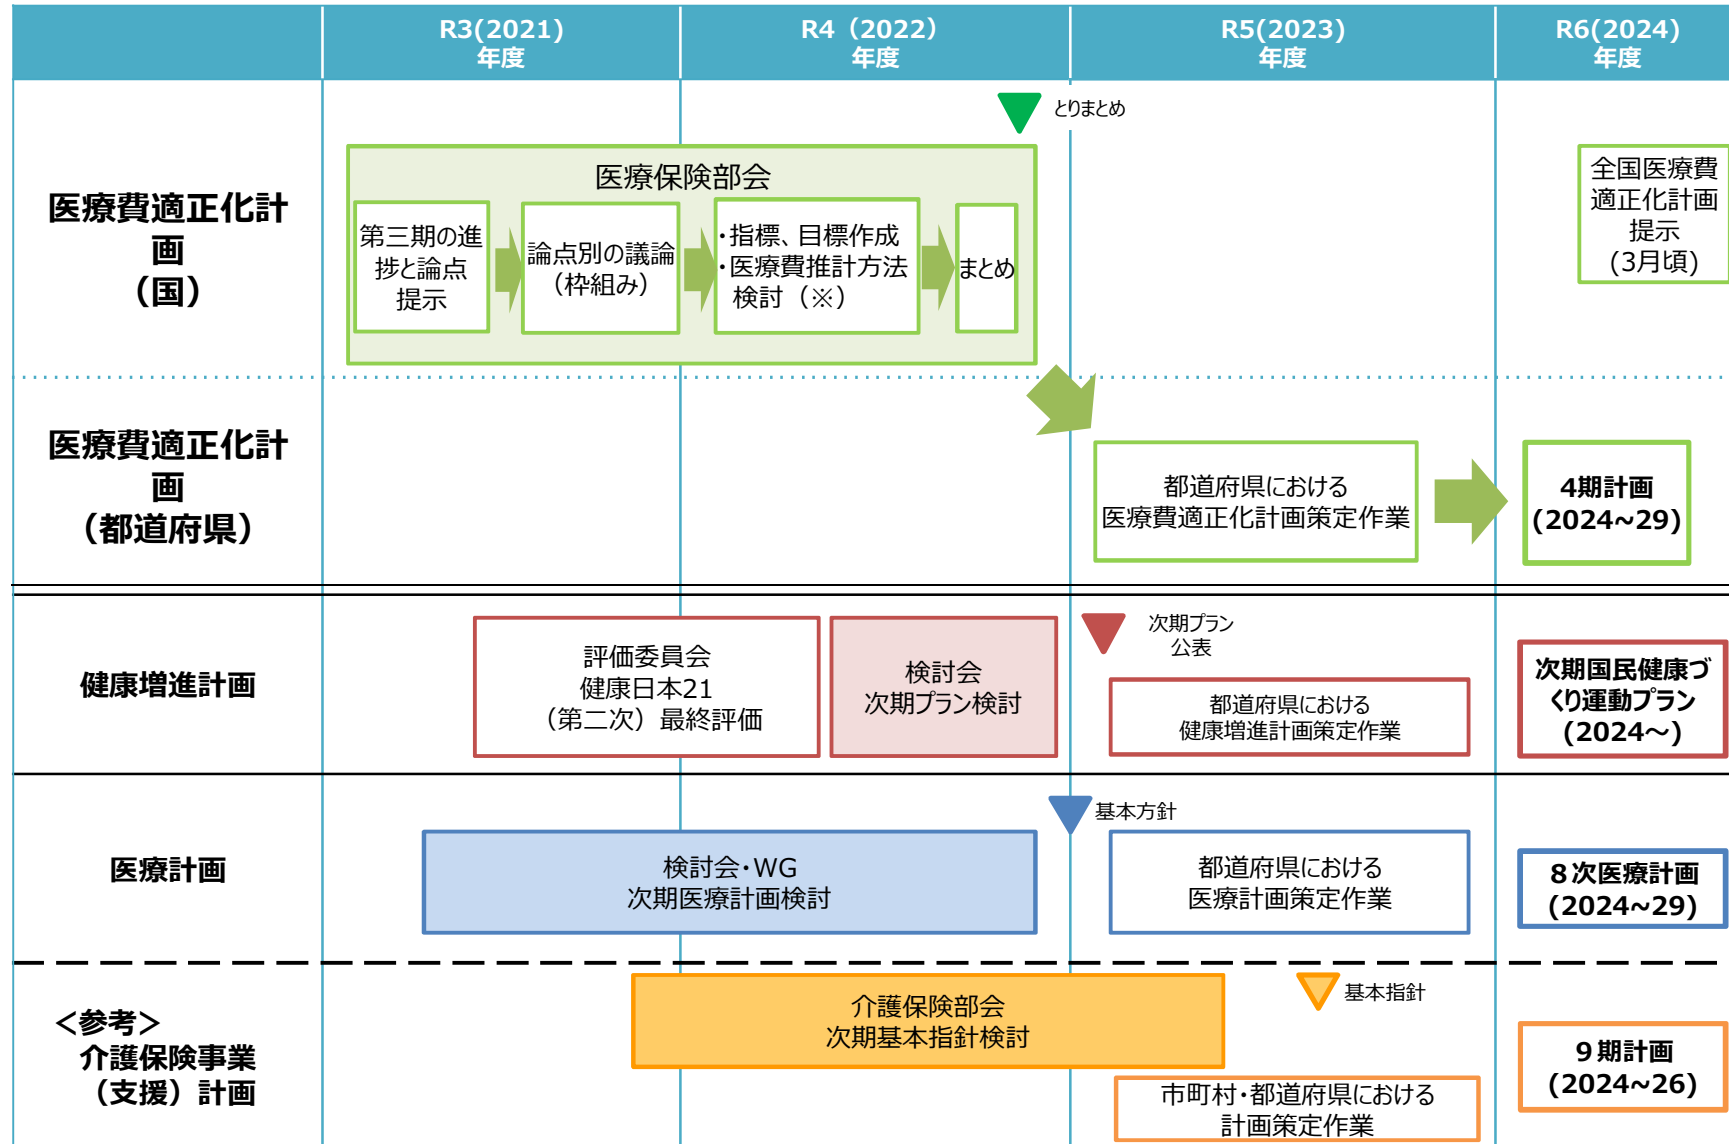 R3(2021)
年度
R4（2022）
年度
R5(2023)
年度
R6(2024)
年度
医療費適正化計
画
（国）
とりまとめ
医療保険部会
第三期の進
捗と論点
提示
論点別の議論
（枠組み）
・指標、目標作成
・医療費推計方法
検討（※）
まとめ
全国医療費
適正化計画
提示
(3月頃)
医療費適正化計
画
（都道府県）
都道府県における
医療費適正化計画策定作業
4期計画
(2024~29)
健康増進計画
評価委員会
健康日本21
（第二次）最終評価
検討会
次期プラン検討
次期プラン
公表
都道府県における
健康増進計画策定作業
次期国民健康づ
くり運動プラン
(2024～)
医療計画
検討会・WG
次期医療計画検討
基本方針
都道府県における
医療計画策定作業
８次医療計画
(2024~29)
＜参考＞
介護保険事業
（支援）計画
介護保険部会
次期基本指針検討
基本指針
市町村・都道府県における
計画策定作業
９期計画
(2024~26)